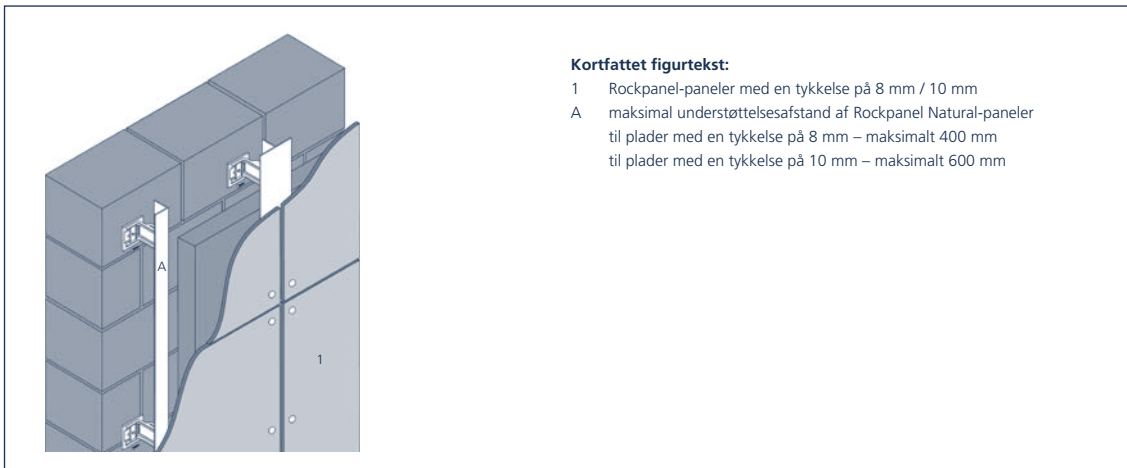 Kortfattet figurtekst:
1 Rockpanel-paneler med en tykkelse på 8 mm / 10 mm
A maksimal understøttelsesafstand af Rockpanel Natural-paneler
til plader med en tykkelse på 8 mm – maksimalt 400 mm
til plader med en tykkelse på 10 mm – maksimalt 600 mm
A
1